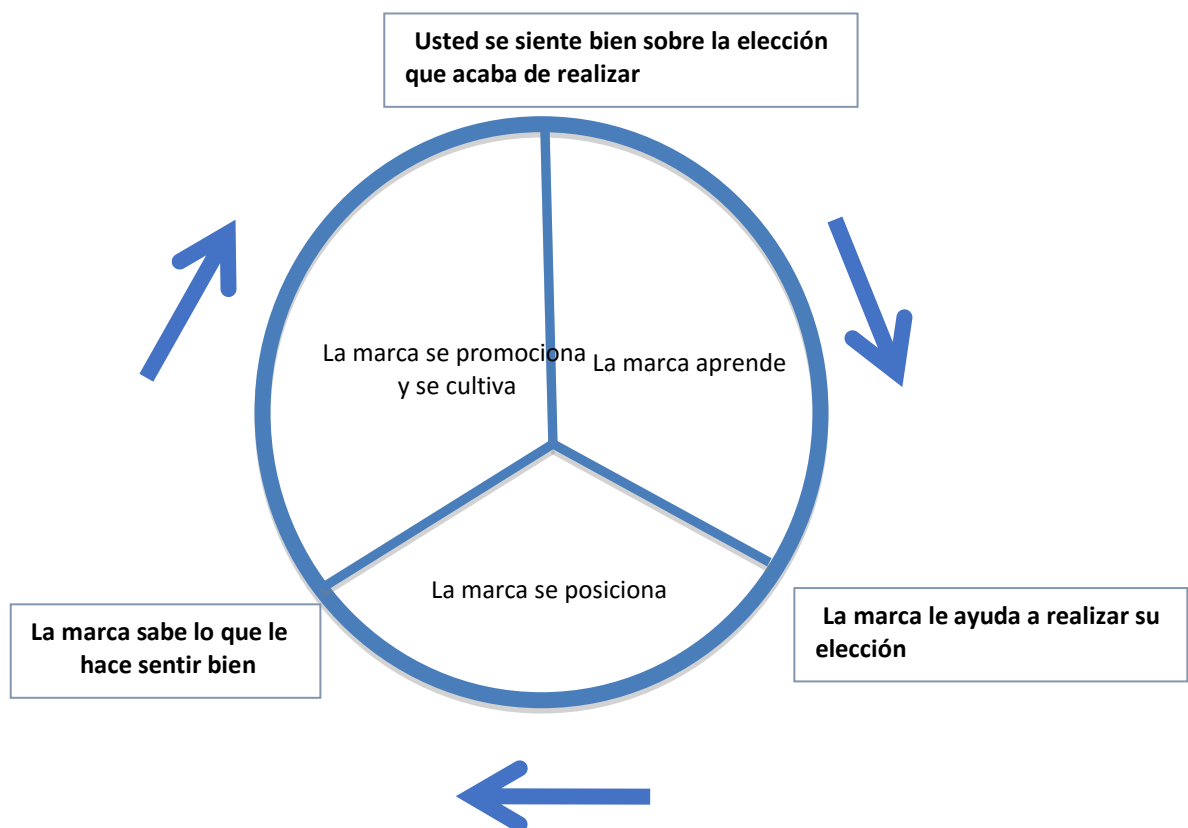 Usted se siente bien sobre la elección
que acaba de realizar
La marca se promociona
y se cultiva
La marca aprende
La marca se posiciona
La marca sabe lo que le
hace sentir bien
La marca le ayuda a realizar su
elección